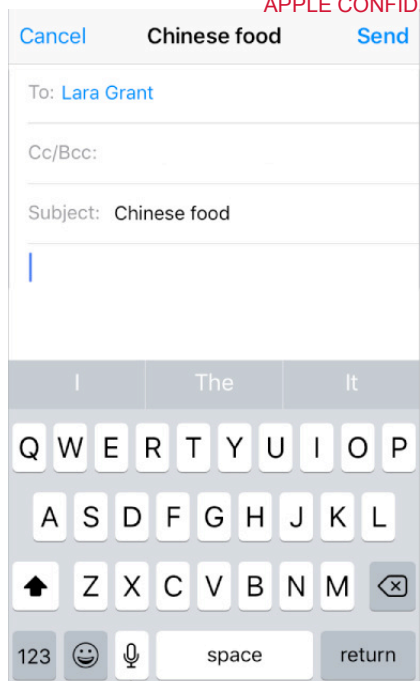 APPLE CONFID
Cancel Chinese food Send
To: Lara Grant
Cc/Bcc:
Subject: Chinese food
I The It
Q W E R T Y U I O P
A S D F G H J K L
Z X C V B N M
123 space return